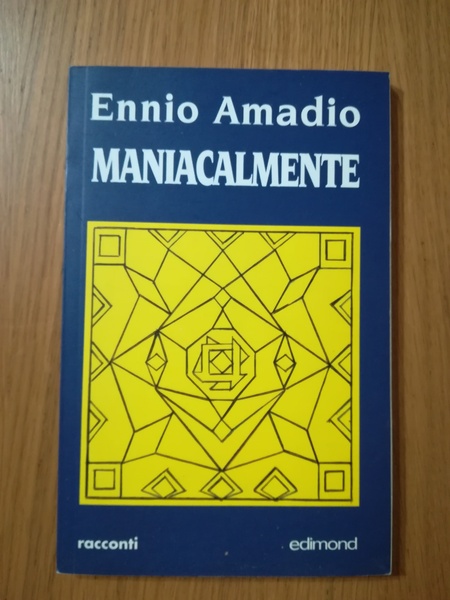 Ennio Amadio
MANIACALMENTE
racconti
edimond